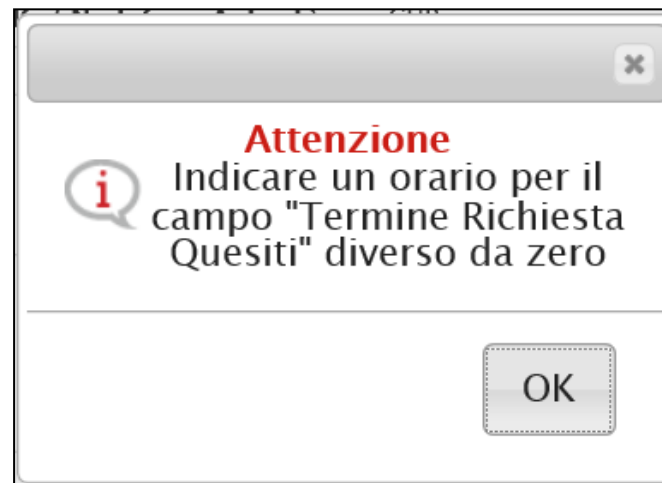 Attenzione
Indicare un orario per il
campo "Termine Richiesta
Quesiti" diverso da zero
OK